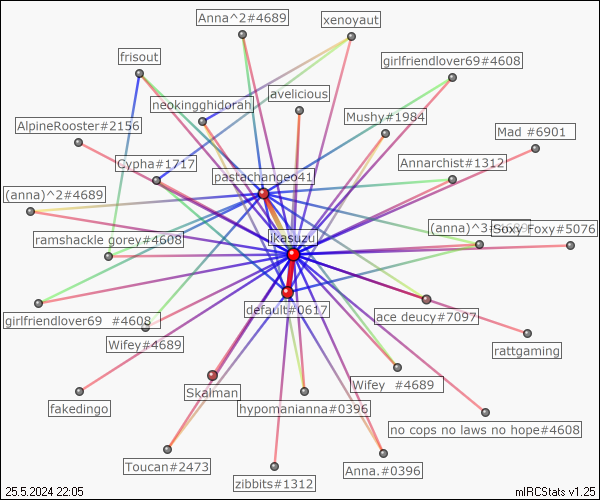 Anna^2#4689
xenoyaut
frisout
girlfriendlover69#4608
avelicious
neokingghidorah
Mushy#1984
AlpineRooster#2156
Mad #6901
Cypha#1717
Annarchist#1312
pastachangeo41
(anna)^2#4689
(anna)^3
Soxy Foxy#5076
ikasuzu
ramshackle gorey#4608
default#0617
girlfriendlover69 #4608
ace deucy#7097
Wifey#4689
rattgaming
Wifey #4689
Skalman
fakedingo
hypomanianna#0396
no cops no laws no hope#4608
Toucan#2473
Anna.#0396
zibbits#1312
25.5.2024 22:05
mIRCStats v1.25